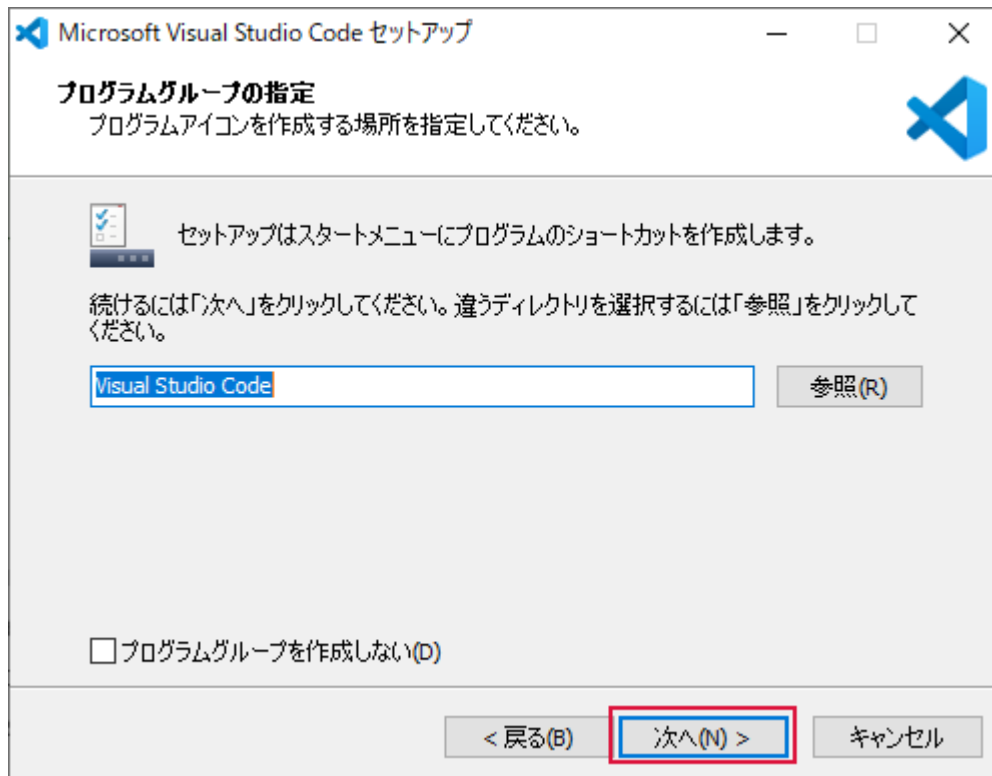 Microsoft Visual Studio Code セットアップ
プログラムグループの指定
プログラムアイコンを作成する場所を指定してください。
セットアップはスタートメニューにプログラムのショートカットを作成します。
続けるには「次へ」をクリックしてください。違うディレクトリを選択するには「参照」をクリックして
ください。
Visual Studio Code
参照(R)
プログラムグループを作成しない(D)
< 戻る(B)
次へ(N) >
キャンセル